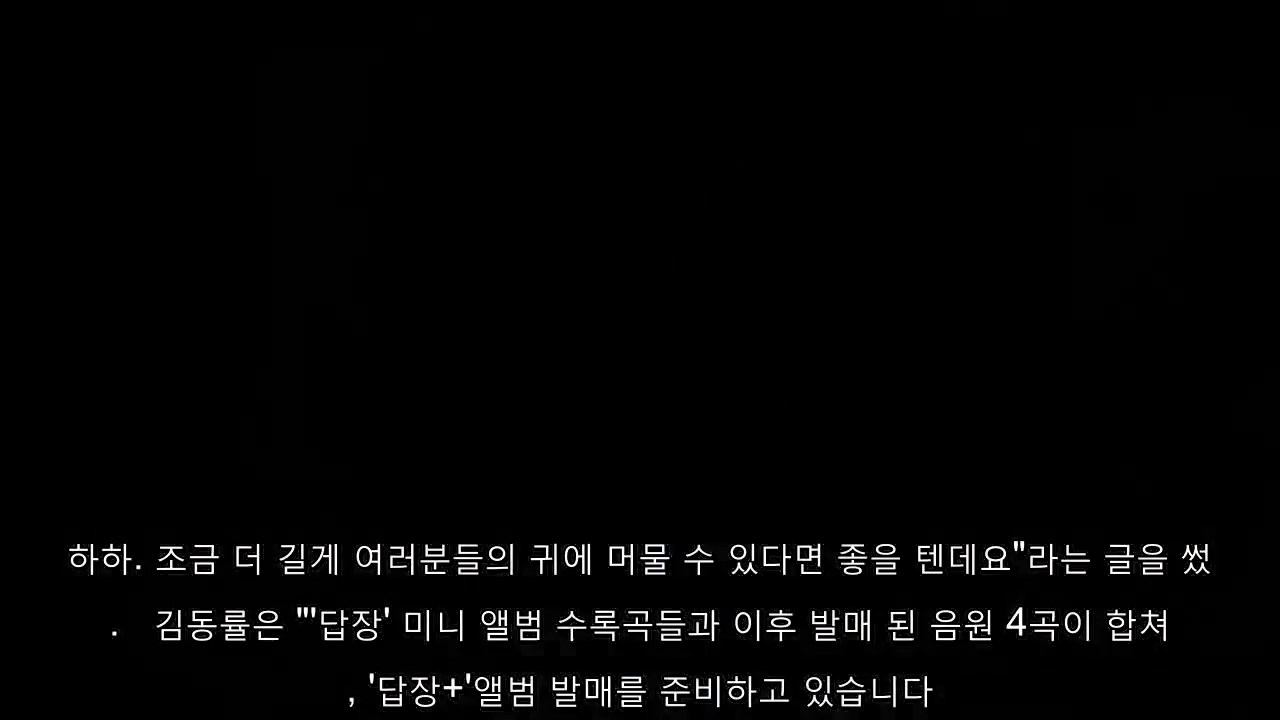 하하. 조금 더 길게 여러분들의 귀에 머물 수 있다면 좋을 텐데요"라는 글을 썼
. 김동률은 "'답장' 미니 앨범 수록곡들과 이후 발매 된 음원 4곡이 합쳐
, '답장+'앨범 발매를 준비하고 있습니다